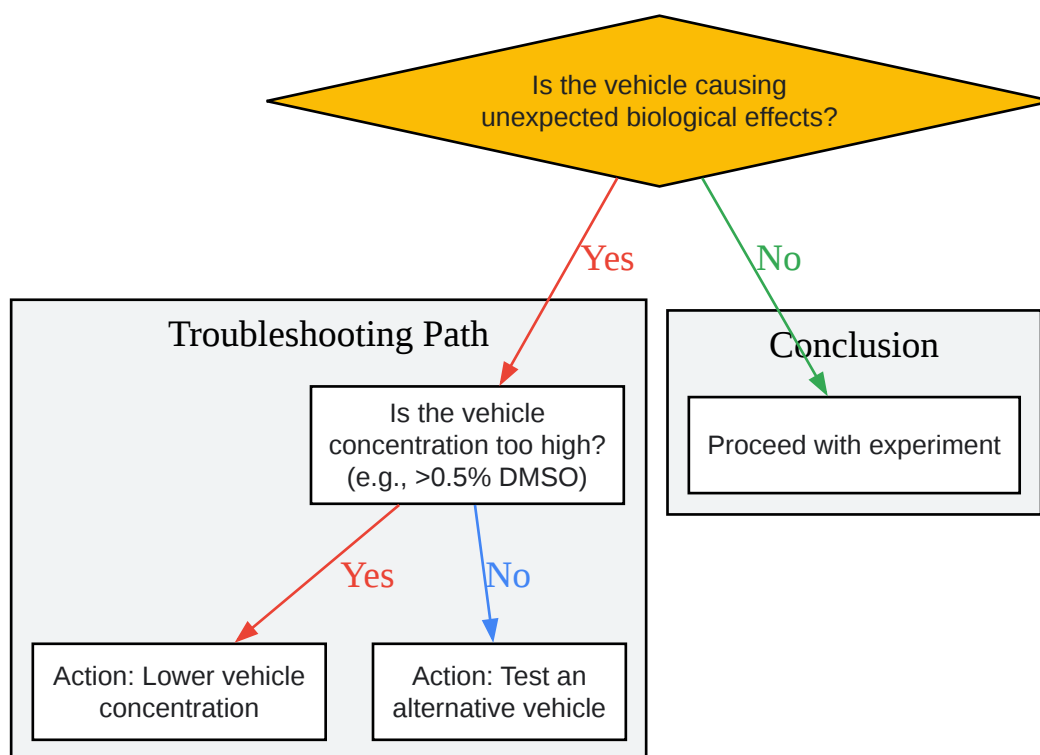 Is the vehicle causing
unexpected biological effects?
Yes
No
Troubleshooting Path
Conclusion
Is the vehicle
concentration too high?
(e.g., >0.5% DMSO)
Proceed with experiment
Yes
No
Action: Lower vehicle
concentration
Action: Test an
alternative vehicle